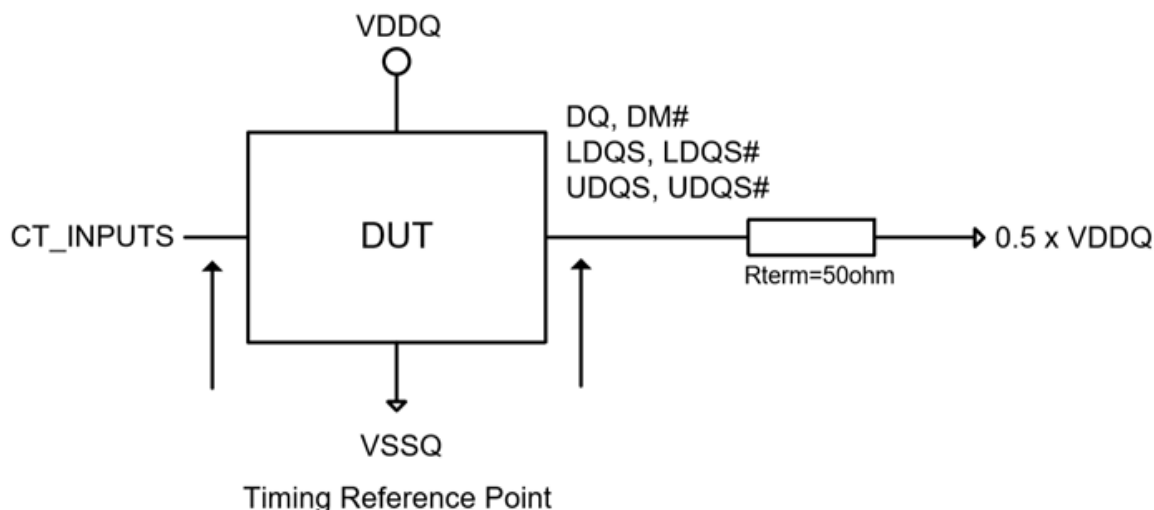 VDDQ
DQ, DM#
LDQS, LDQS#
UDQS, UDQS#
CT_INPUTS
DUT
0.5 x VDDQ
Rterm=50ohm
VSSQ
Timing Reference Point